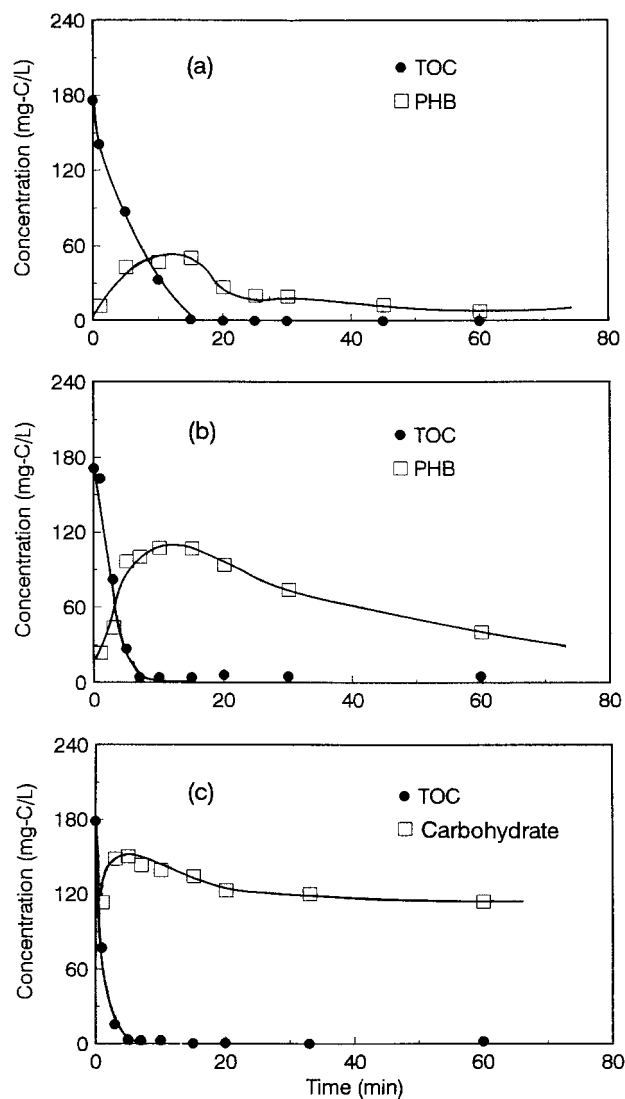 240
(a)
TOC
PHB
180
120
60
0
Concentration (mg-C/L)
0 20 40 60 80
240
(b)
TOC
PHB
180
120
60
0
Concentration (mg-C/L)
0 20 40 60 80
240
(c)
TOC
Carbohydrate
180
120
60
0
Concentration (mg-C/L)
0 20 40 60 80
Time (min)